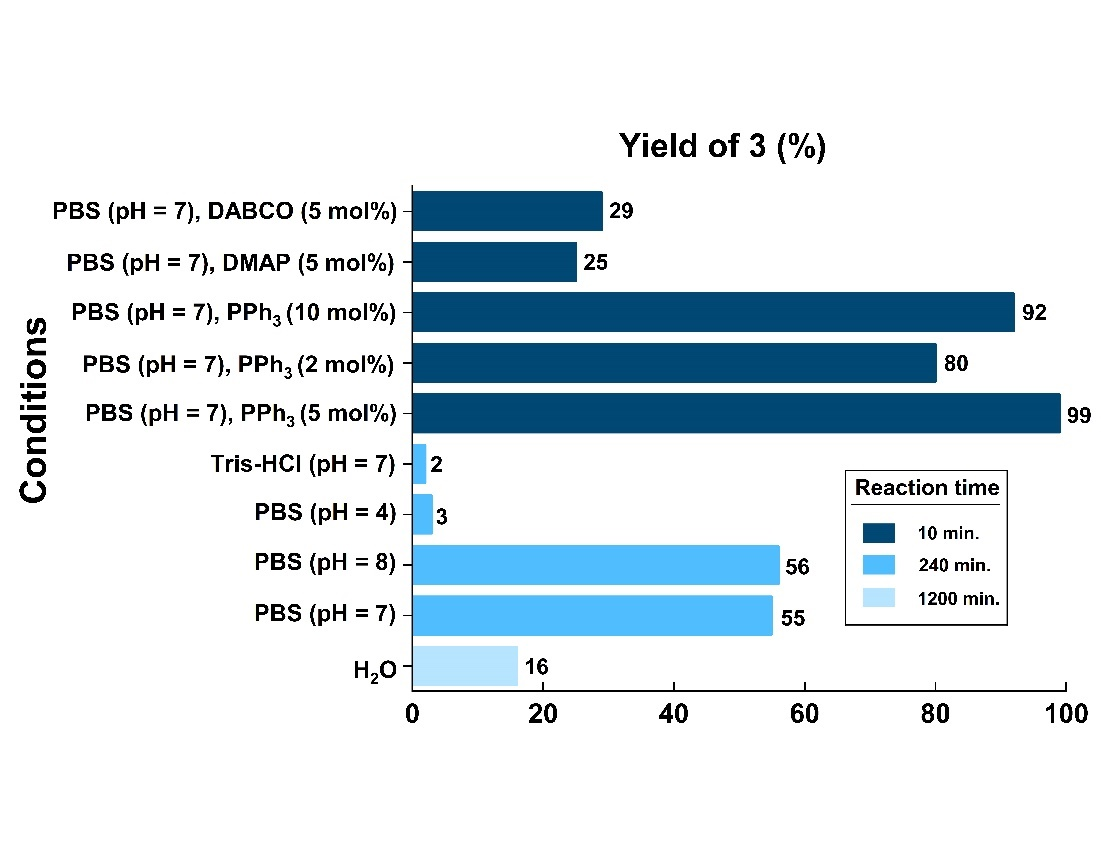 Yield of 3 (%)
Conditions
PBS (pH = 7), DABCO (5 mol%)
29
PBS (pH = 7), DMAP (5 mol%)
25
PBS (pH = 7), PPh₃ (10 mol%)
92
PBS (pH = 7), PPh₃ (2 mol%)
80
PBS (pH = 7), PPh₃ (5 mol%)
99
Tris-HCl (pH = 7)
2
PBS (pH = 4)
3
PBS (pH = 8)
56
PBS (pH = 7)
55
H₂O
16
Reaction time
10 min.
240 min.
1200 min.
0 20 40 60 80 100